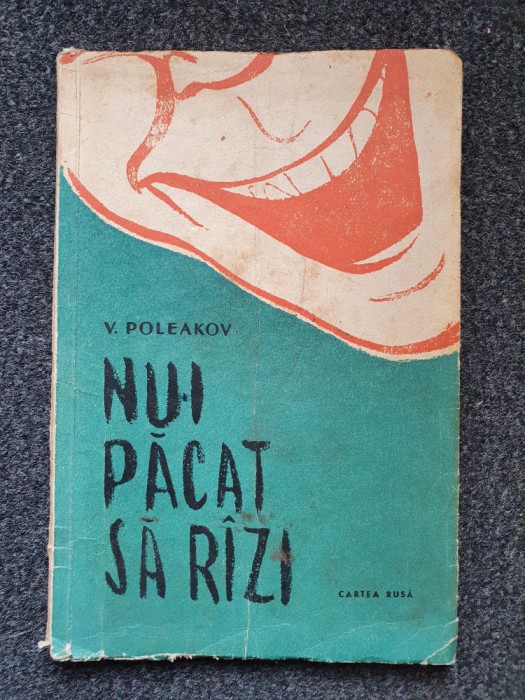 V. POLEAKOV
NU-I
PĂCAT
SĂ RÎZI
CARTEA RUSĂ